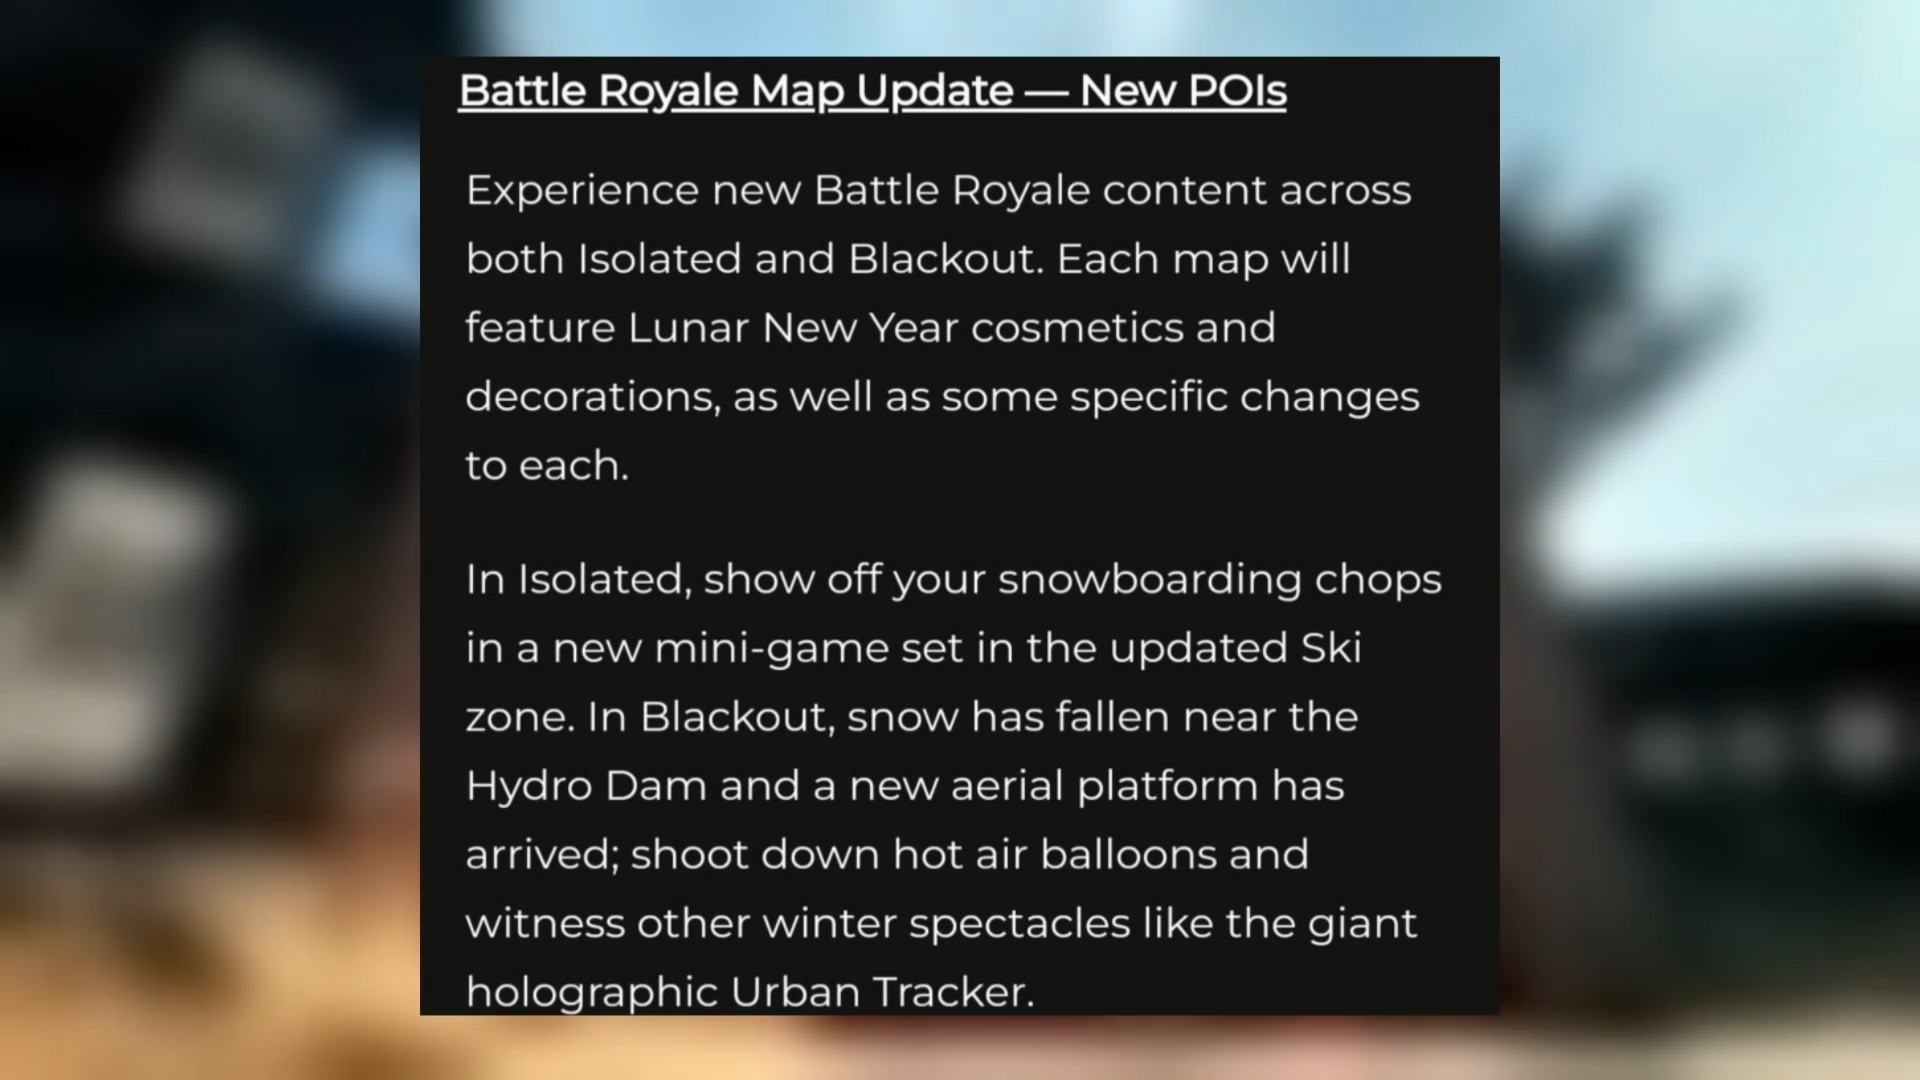 Battle Royale Map Update — New POIs
Experience new Battle Royale content across
both Isolated and Blackout. Each map will
feature Lunar New Year cosmetics and
decorations, as well as some specific changes
to each.
In Isolated, show off your snowboarding chops
in a new mini-game set in the updated Ski
zone. In Blackout, snow has fallen near the
Hydro Dam and a new aerial platform has
arrived; shoot down hot air balloons and
witness other winter spectacles like the giant
holographic Urban Tracker.